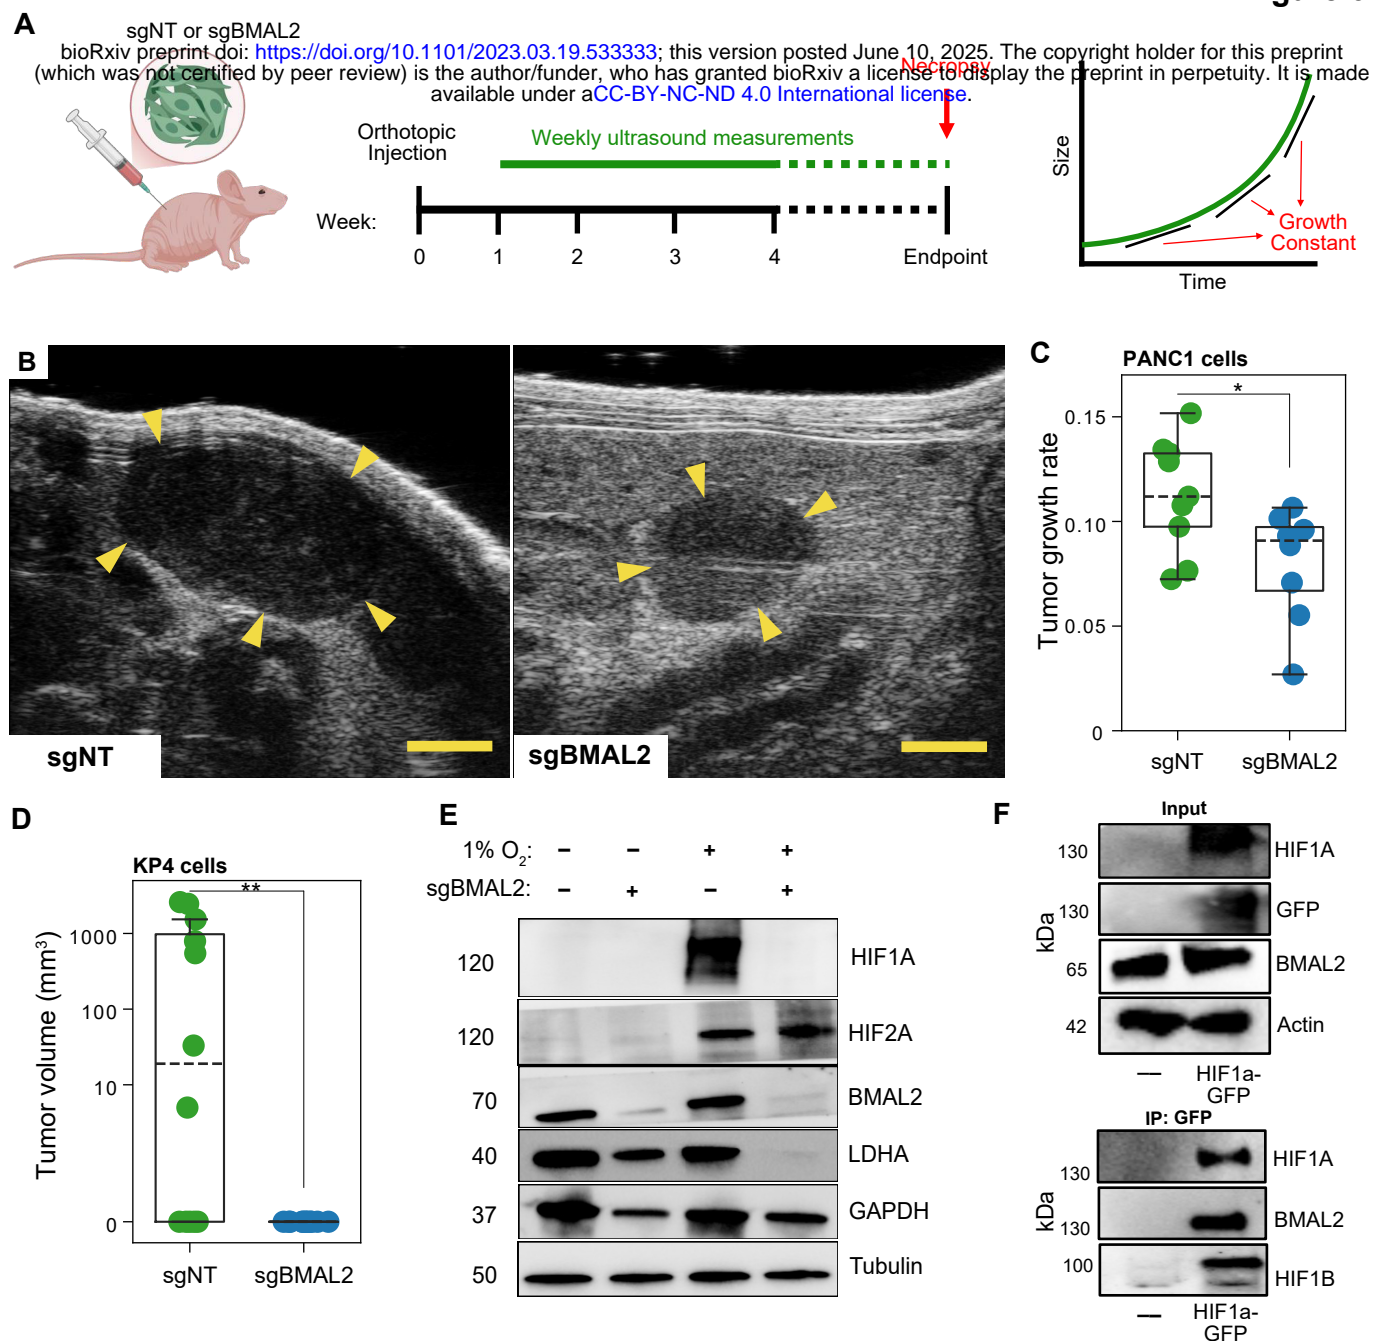 A
sgNT or sgBMAL2
bioRxiv preprint doi: https://doi.org/10.1101/2023.03.19.533333; this version posted June 10, 2025. The copyright holder for this preprint
(which was not certified by peer review) is the author/funder, who has granted bioRxiv a license to display the preprint in perpetuity. It is made
available under aCC-BY-NC-ND 4.0 International license.
Necropsy
Orthotopic
Injection
Weekly ultrasound measurements
Week:
0 1 2 3 4 Endpoint
Size
Growth
Constant
Time
B
sgNT
sgBMAL2
C
PANC1 cells
*
Tumor growth rate
0.15
0.10
0.05
0
sgNT sgBMAL2
D
KP4 cells
**
Tumor volume (mm3)
1000
100
10
0
sgNT sgBMAL2
E
1% O2: – – + +
sgBMAL2: – + – +
120 HIF1A
120 HIF2A
70 BMAL2
40 LDHA
37 GAPDH
50 Tubulin
F
Input
kDa
130 HIF1A
130 GFP
65 BMAL2
42 Actin
— HIF1a-
GFP
IP: GFP
kDa
130 HIF1A
130 BMAL2
100 HIF1B
— HIF1a-
GFP